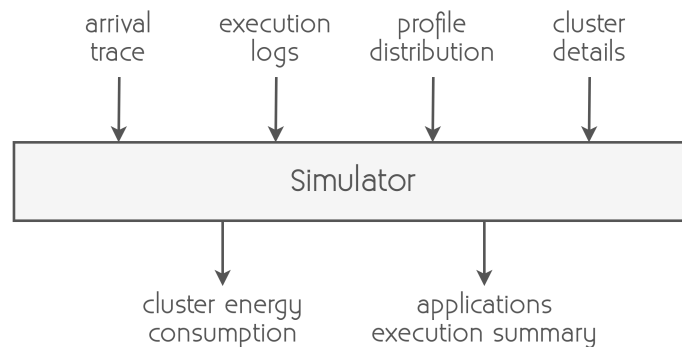 arrival
trace
execution
logs
profile
distribution
cluster
details
Simulator
cluster energy
consumption
applications
execution summary